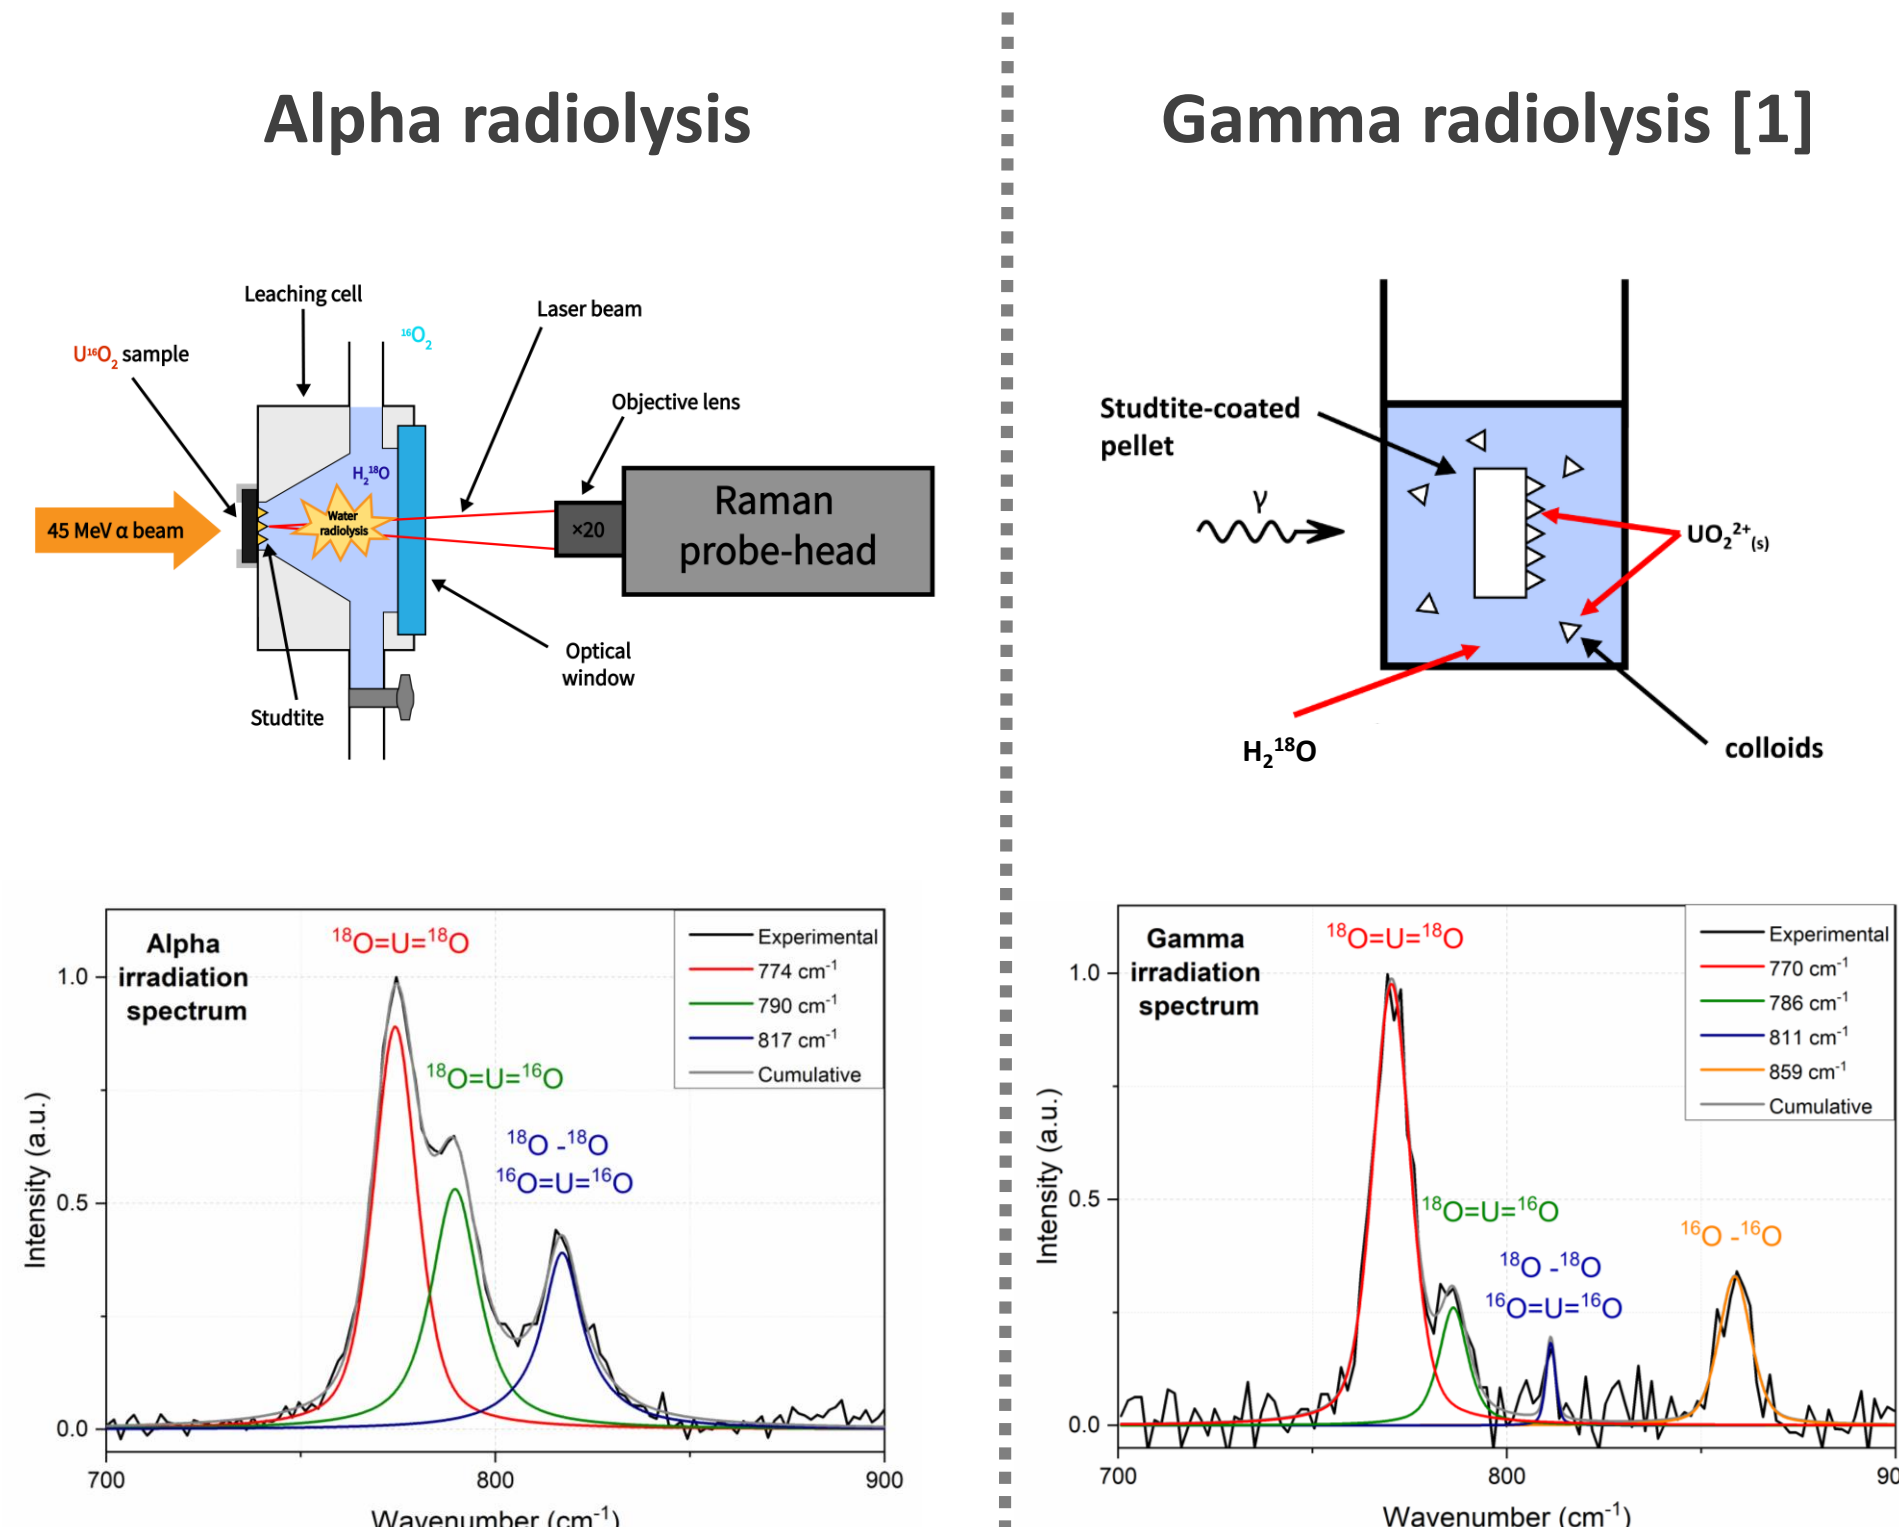 Alpha radiolysis
Leaching cell
Laser beam
¹⁶O₂
U¹⁶O₂ sample
Objective lens
H₂¹⁸O
45 MeV α beam
Water
radiolysis
×20
Raman
probe-head
Optical
window
Studtite
Alpha
irradiation
spectrum
¹⁸O=U=¹⁸O
¹⁸O=U=¹⁶O
¹⁸O -¹⁸O
¹⁶O=U=¹⁶O
Experimental
774 cm⁻¹
790 cm⁻¹
817 cm⁻¹
Cumulative
Intensity (a.u.)
1.0
0.5
0.0
700
800
900
Wavenumber (cm⁻¹)
Gamma radiolysis [1]
Studtite-coated
pellet
γ
UO₂²⁺₍ₛ₎
H₂¹⁸O
colloids
Gamma
irradiation
spectrum
¹⁸O=U=¹⁸O
¹⁸O=U=¹⁶O
¹⁸O -¹⁸O
¹⁶O=U=¹⁶O
¹⁶O -¹⁶O
Experimental
770 cm⁻¹
786 cm⁻¹
811 cm⁻¹
859 cm⁻¹
Cumulative
Intensity (a.u.)
1.0
0.5
0.0
700
800
90
Wavenumber (cm⁻¹)